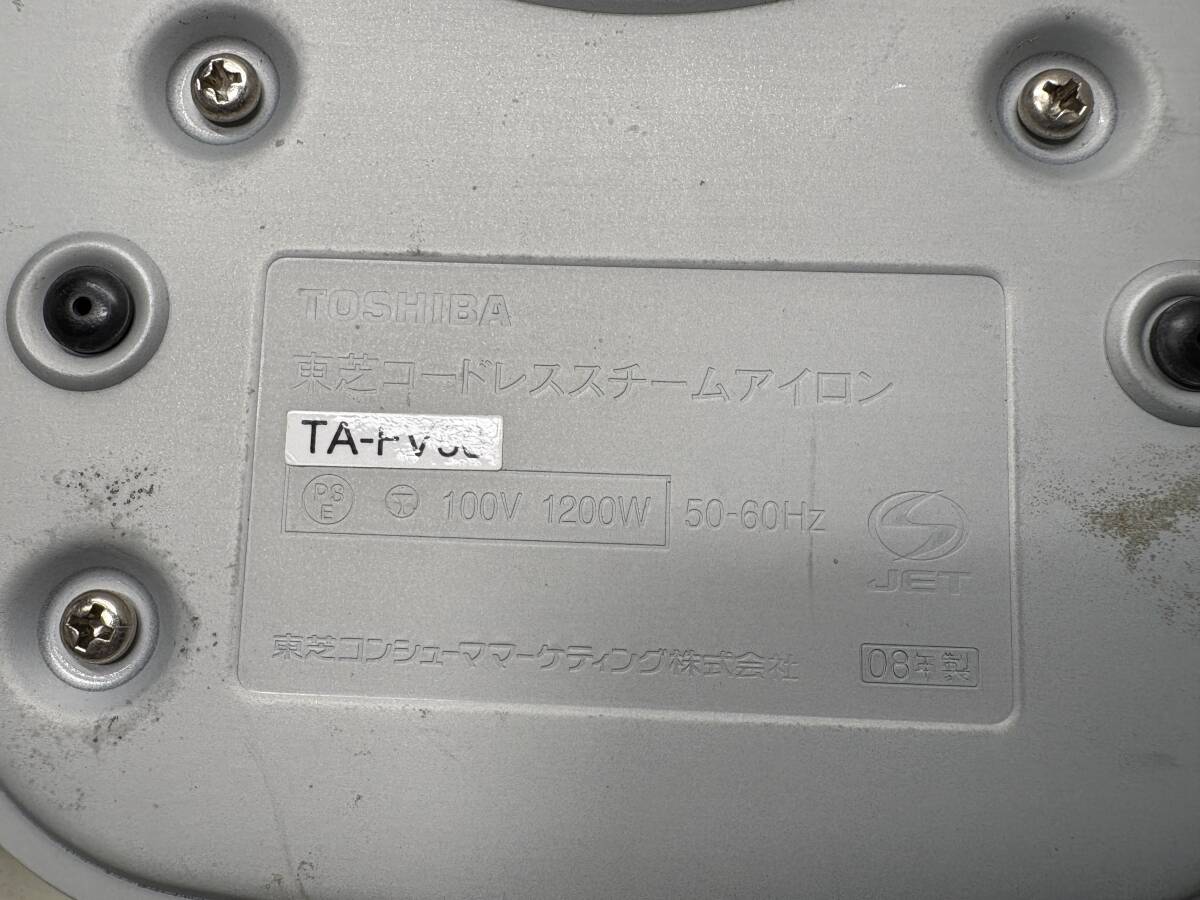 TOSHIBA
東芝コードレススチームアイロン
PS E 〒 100V 1200W 50-60Hz
JET
東芝コンシューママーケティング株式会社 08年製